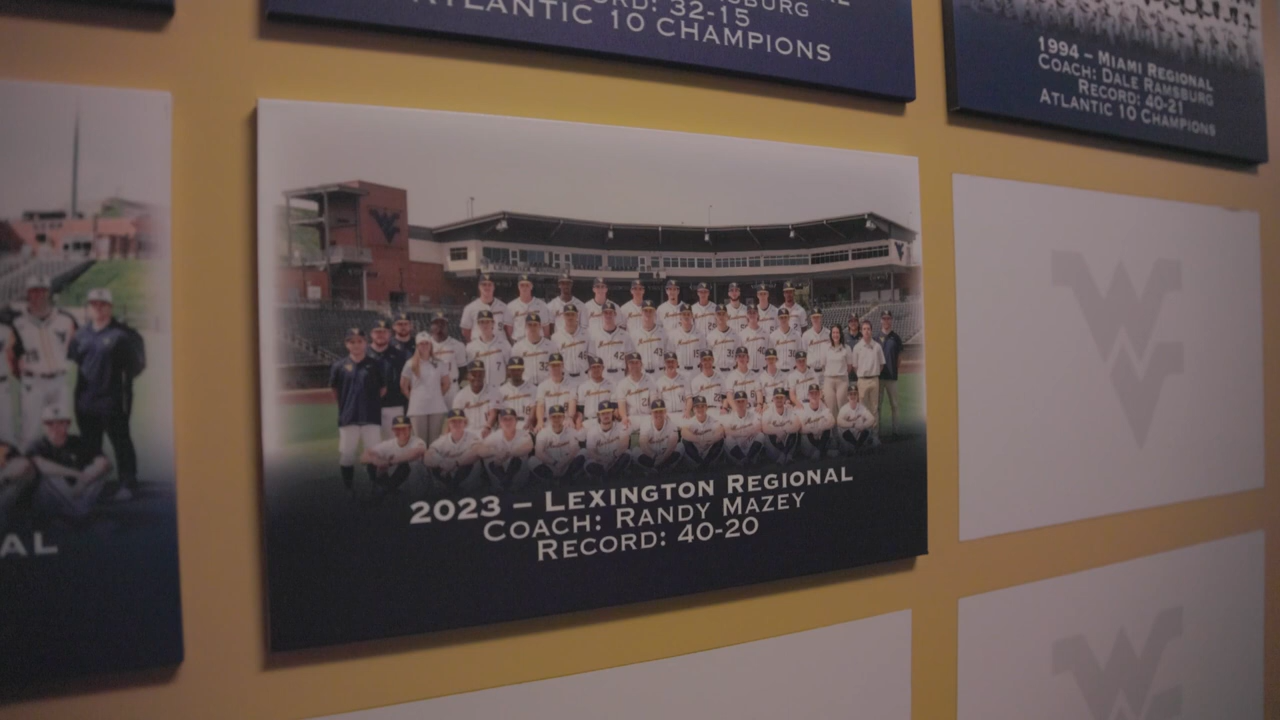 RECORD: 32-15
ATLANTIC 10 CHAMPIONS
1994 – MIAMI REGIONAL
COACH: DALE RAMSBURG
RECORD: 40-21
ATLANTIC 10 CHAMPIONS
AL
2023 – LEXINGTON REGIONAL
COACH: RANDY MAZEY
RECORD: 40-20